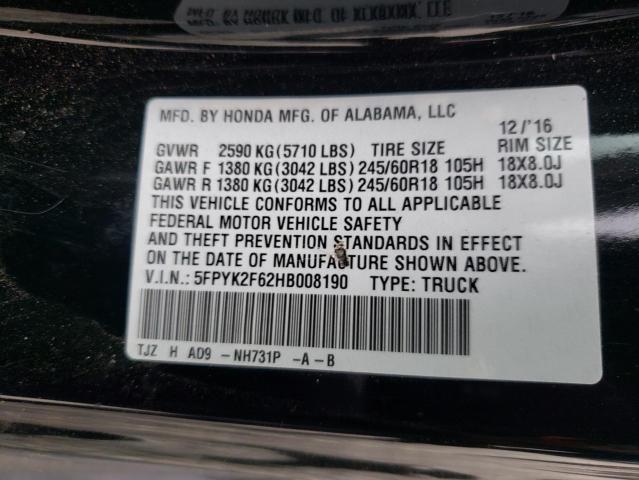 MFD. BY HONDA MFG. OF ALABAMA, LLC
12/'16
GVWR 2590 KG (5710 LBS) TIRE SIZE RIM SIZE
GAWR F 1380 KG (3042 LBS) 245/60R18 105H 18X8.0J
GAWR R 1380 KG (3042 LBS) 245/60R18 105H 18X8.0J
THIS VEHICLE CONFORMS TO ALL APPLICABLE
FEDERAL MOTOR VEHICLE SAFETY
AND THEFT PREVENTION STANDARDS IN EFFECT
ON THE DATE OF MANUFACTURE SHOWN ABOVE.
V.I.N.: 5FPYK2F62HB008190 TYPE: TRUCK
TJZ H AD9 -NH731P -A-B